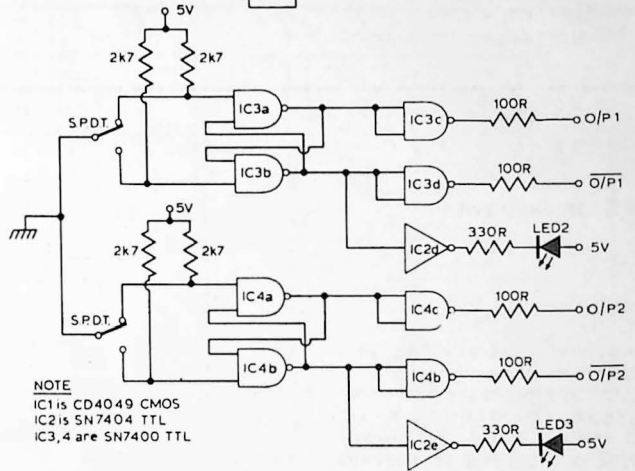 5V
2k7
2k7
IC3a
IC3c
100R
O/P1
S.P.D.T.
IC3b
IC3d
100R
O/P1
5V
IC2d
330R
LED2
5V
2k7
2k7
IC4a
IC4c
100R
O/P2
S.P.D.T.
IC4b
IC4b
100R
O/P2
NOTE
IC1 is CD4049 CMOS
IC2 is SN7404 TTL
IC3,4 are SN7400 TTL
IC2e
330R
LED3
5V